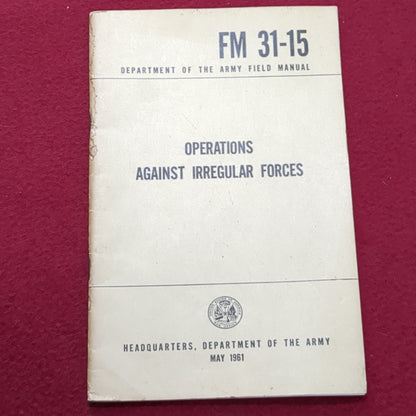 FM 31-15
DEPARTMENT OF THE ARMY FIELD MANUAL
OPERATIONS
AGAINST IRREGULAR FORCES
HEADQUARTERS, DEPARTMENT OF THE ARMY
MAY 1961